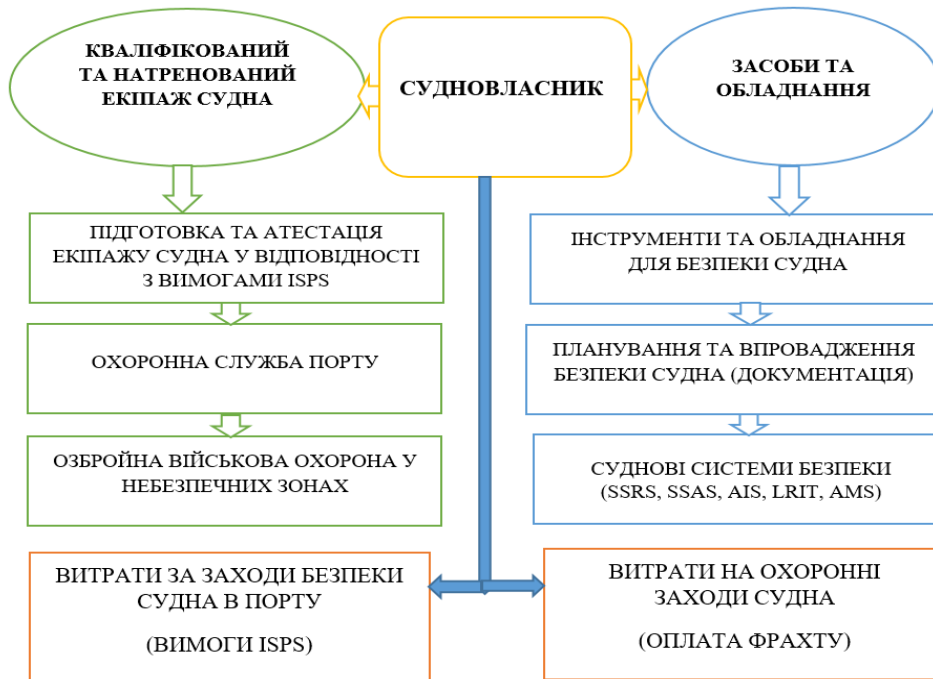 КВАЛІФІКОВАНИЙ
ТА НАТРЕНОВАНИЙ
ЕКІПАЖ СУДНА
СУДНОВЛАСНИК
ЗАСОБИ ТА
ОБЛАДНАННЯ
ПІДГОТОВКА ТА АТЕСТАЦІЯ
ЕКІПАЖУ СУДНА У ВІДПОВІДНОСТІ
З ВИМОГАМИ ISPS
ІНСТРУМЕНТИ ТА ОБЛАДНАННЯ
ДЛЯ БЕЗПЕКИ СУДНА
ОХОРОННА СЛУЖБА ПОРТУ
ПЛАНУВАННЯ ТА ВПРОВАДЖЕННЯ
БЕЗПЕКИ СУДНА (ДОКУМЕНТАЦІЯ)
ОЗБРОЙНА ВІЙСЬКОВА ОХОРОНА У
НЕБЕЗПЕЧНИХ ЗОНАХ
СУДНОВІ СИСТЕМИ БЕЗПЕКИ
(SSRS, SSAS, AIS, LRIT, AMS)
ВИТРАТИ ЗА ЗАХОДИ БЕЗПЕКИ
СУДНА В ПОРТУ
(ВИМОГИ ISPS)
ВИТРАТИ НА ОХОРОННІ
ЗАХОДИ СУДНА
(ОПЛАТА ФРАХТУ)